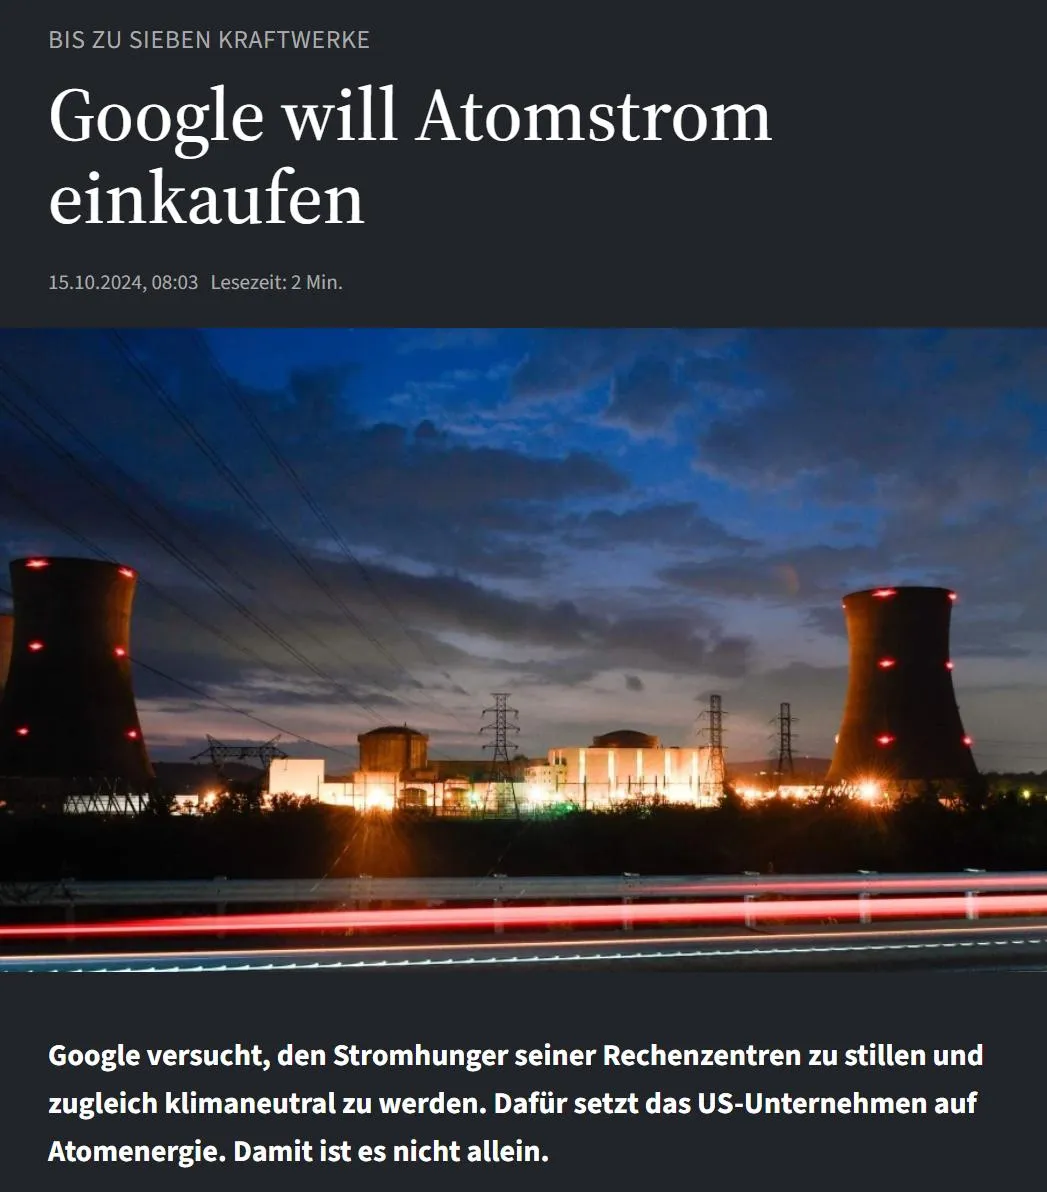 BIS ZU SIEBEN KRAFTWERKE
Google will Atomstrom
einkaufen
15.10.2024, 08:03 Lesezeit: 2 Min.
Google versucht, den Stromhunger seiner Rechenzentren zu stillen und
zugleich klimaneutral zu werden. Dafür setzt das US-Unternehmen auf
Atomenergie. Damit ist es nicht allein.